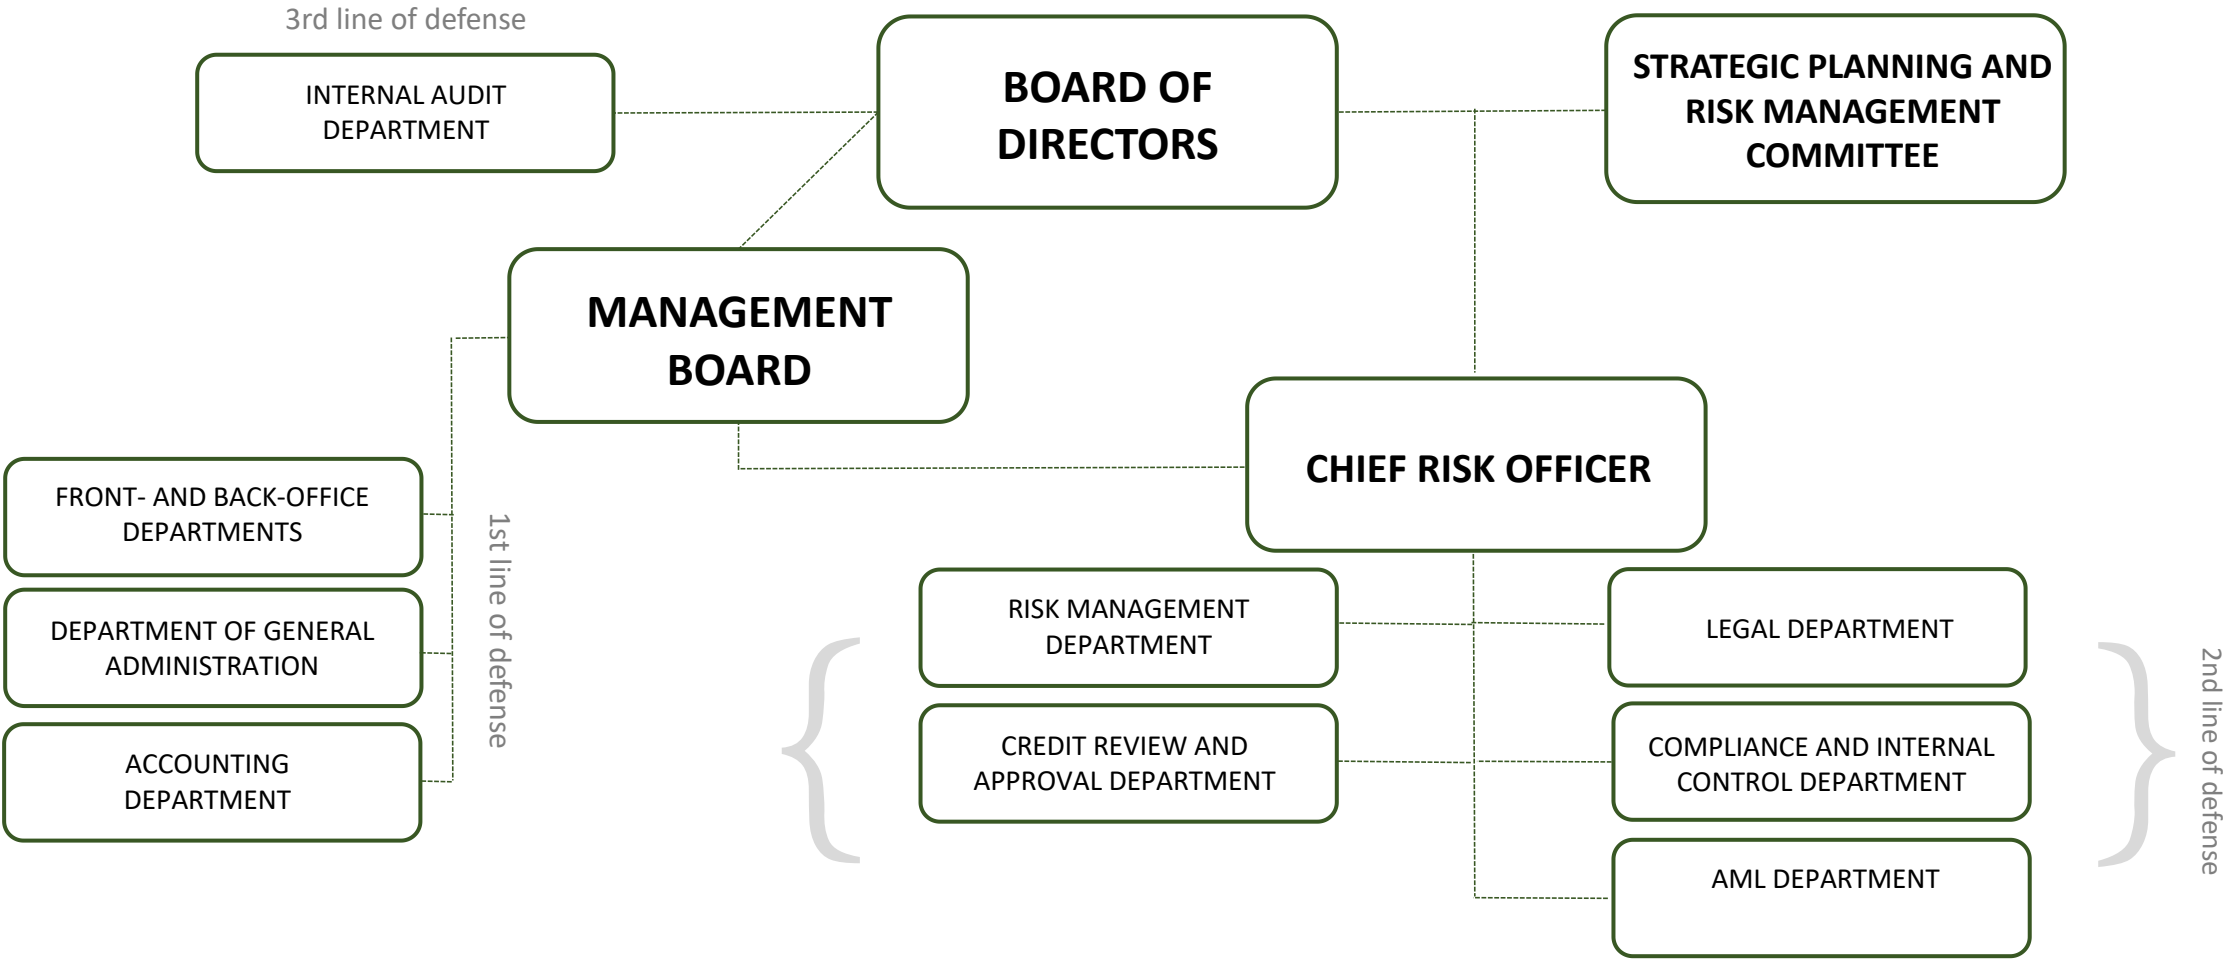 3rd line of defense
INTERNAL AUDIT
DEPARTMENT
BOARD OF
DIRECTORS
STRATEGIC PLANNING AND
RISK MANAGEMENT
COMMITTEE
MANAGEMENT
BOARD
CHIEF RISK OFFICER
FRONT- AND BACK-OFFICE
DEPARTMENTS
DEPARTMENT OF GENERAL
ADMINISTRATION
ACCOUNTING
DEPARTMENT
1st line of defense
RISK MANAGEMENT
DEPARTMENT
CREDIT REVIEW AND
APPROVAL DEPARTMENT
LEGAL DEPARTMENT
COMPLIANCE AND INTERNAL
CONTROL DEPARTMENT
AML DEPARTMENT
2nd line of defense